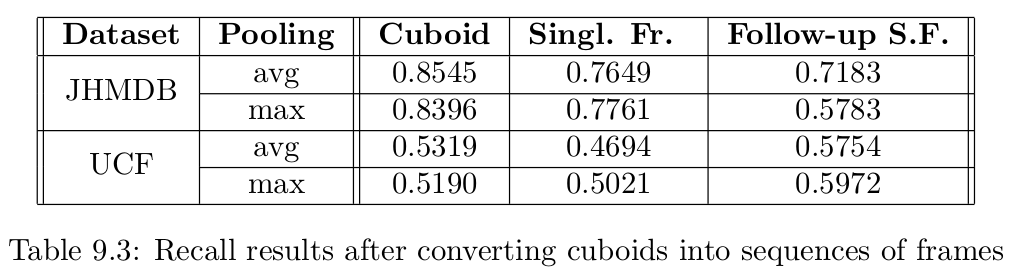 Dataset Pooling Cuboid Singl. Fr. Follow-up S.F.
JHMDB avg 0.8545 0.7649 0.7183
max 0.8396 0.7761 0.5783
UCF avg 0.5319 0.4694 0.5754
max 0.5190 0.5021 0.5972
Table 9.3: Recall results after converting cuboids into sequences of frames